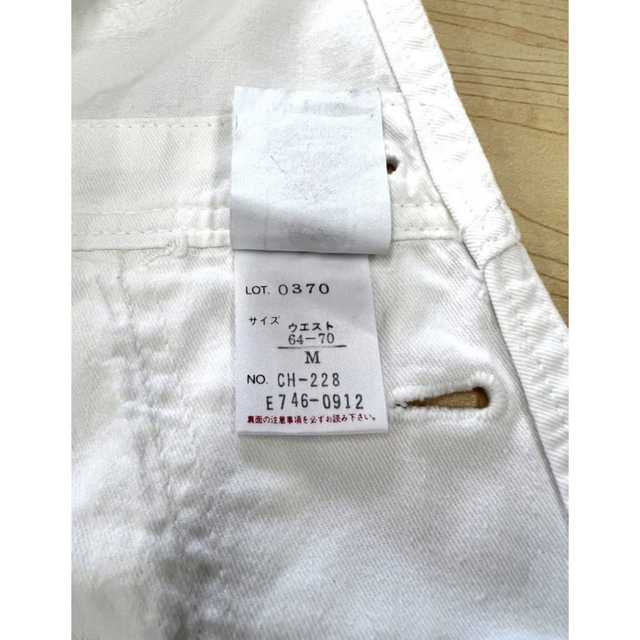 LOT. 0370
サイズ ウエスト
64-70
M
NO. CH-228
E746-0912
裏面の注意事項を必ずお読み下さい。